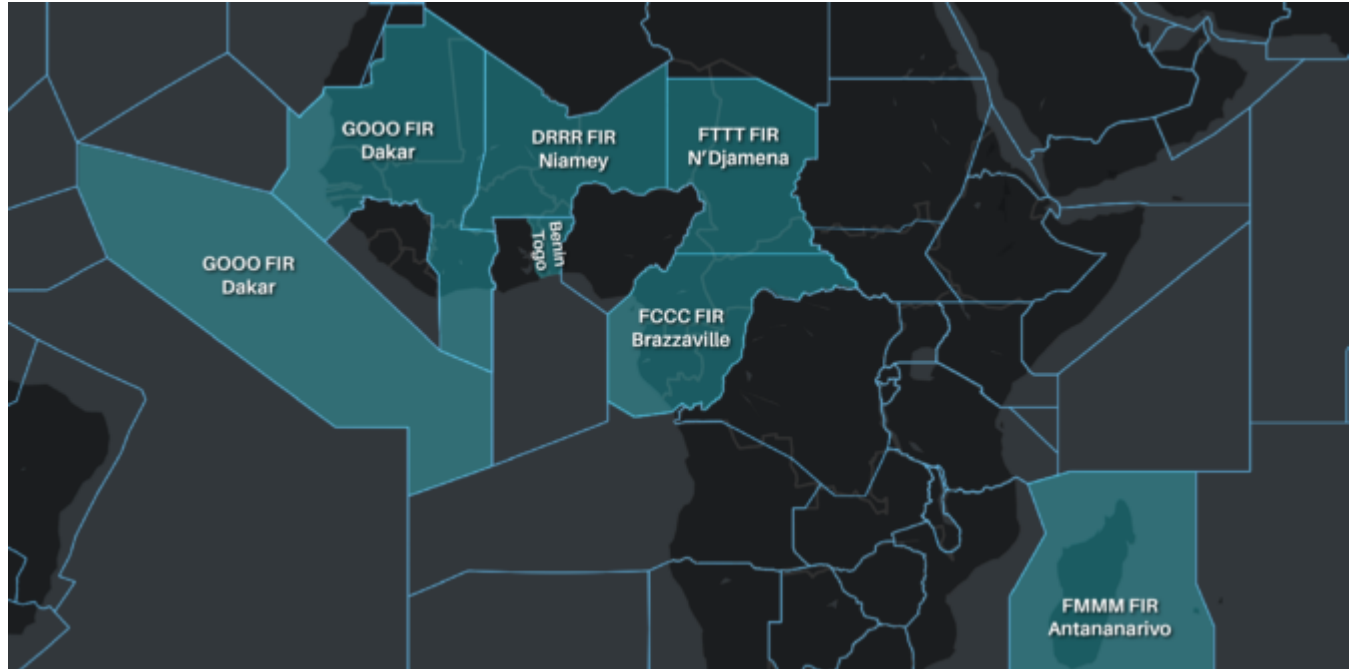 GOOO FIR
Dakar
DRRR FIR
Niamey
FTTT FIR
N'Djamena
Benin
Togo
GOOO FIR
Dakar
FCCC FIR
Brazzaville
FMMM FIR
Antananarivo